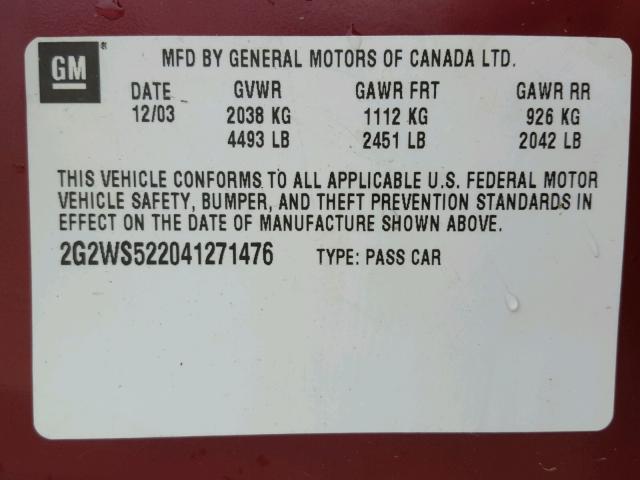 GM ® MFD BY GENERAL MOTORS OF CANADA LTD.
DATE GVWR GAWR FRT GAWR RR
12/03 2038 KG 1112 KG 926 KG
4493 LB 2451 LB 2042 LB
THIS VEHICLE CONFORMS TO ALL APPLICABLE U.S. FEDERAL MOTOR
VEHICLE SAFETY, BUMPER, AND THEFT PREVENTION STANDARDS IN
EFFECT ON THE DATE OF MANUFACTURE SHOWN ABOVE.
2G2WS522041271476 TYPE: PASS CAR